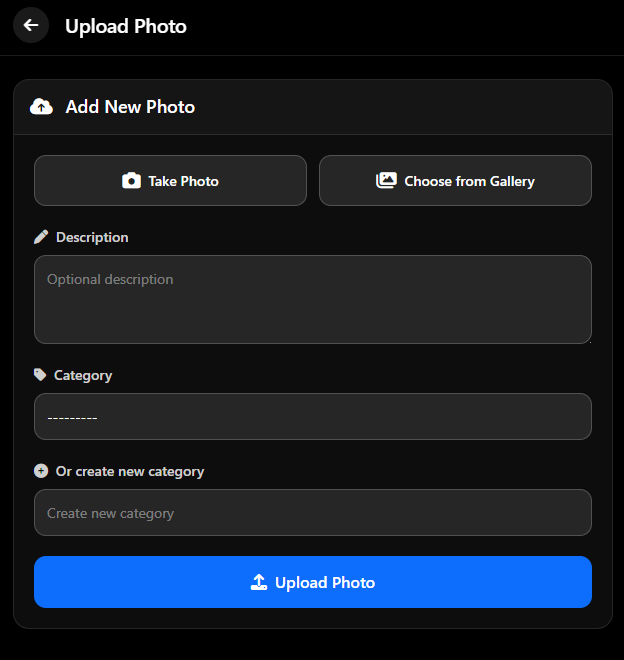 Upload Photo
Add New Photo
Take Photo
Choose from Gallery
Description
Optional description
Category
---------
Or create new category
Create new category
Upload Photo